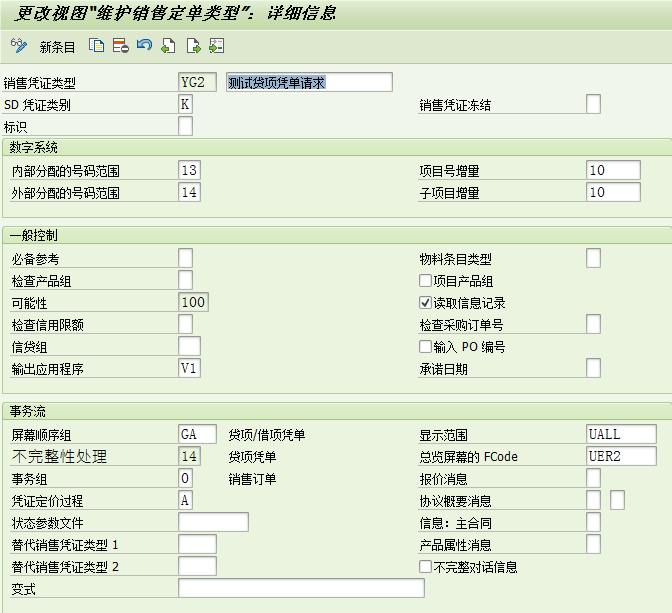 更改视图"维护销售定单类型": 详细信息
新条目
销售凭证类型 YG2 测试贷项凭单请求
SD 凭证类别 K 销售凭证冻结
标识
数字系统
内部分配的号码范围 13 项目号增量 10
外部分配的号码范围 14 子项目增量 10
一般控制
必备参考 物料条目类型
检查产品组 项目产品组
可能性 100 读取信息记录
检查信用限额 检查采购订单号
信贷组 输入 PO 编号
输出应用程序 V1 承诺日期
事务流
屏幕顺序组 GA 贷项/借项凭单 显示范围 UALL
不完整性处理 14 贷项凭单 总览屏幕的 FCode UER2
事务组 0 销售订单 报价消息
凭证定价过程 A 协议概要消息
状态参数文件 信息: 主合同
替代销售凭证类型 1 产品属性消息
替代销售凭证类型 2 不完整对话信息
变式